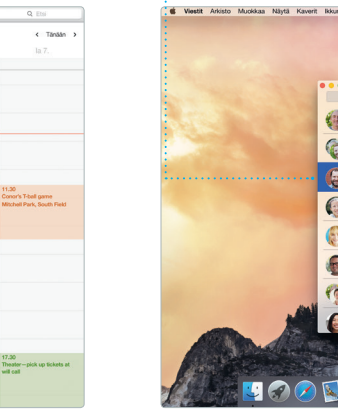 Etsi
Tänään
la 7.
11.30
Conor's T-ball game
Mitchell Park, South Field
17.30
Theater—pick up tickets at
will call
Viestit Arkisto Muokkaa Näytä Kaverit Ikkuna